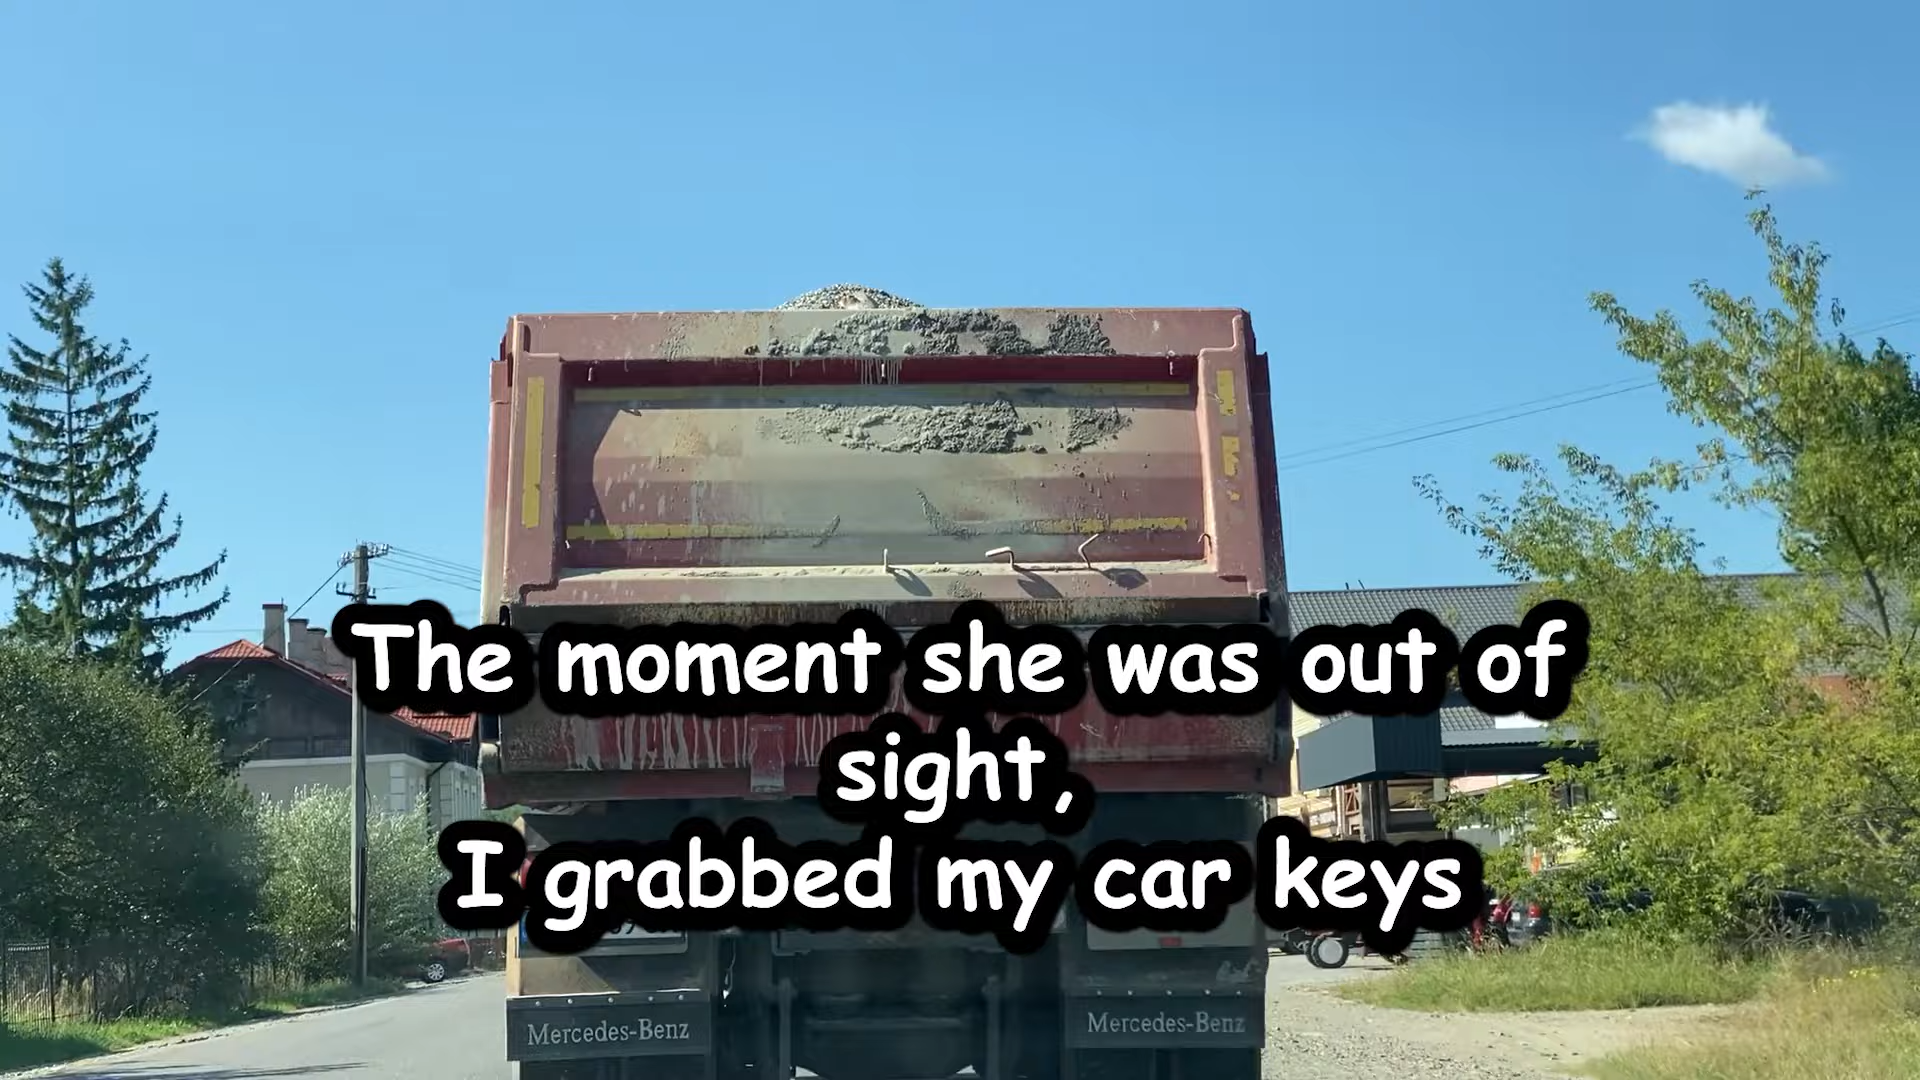 The moment she was out of
sight,
I grabbed my car keys
Mercedes-Benz
Mercedes-Benz